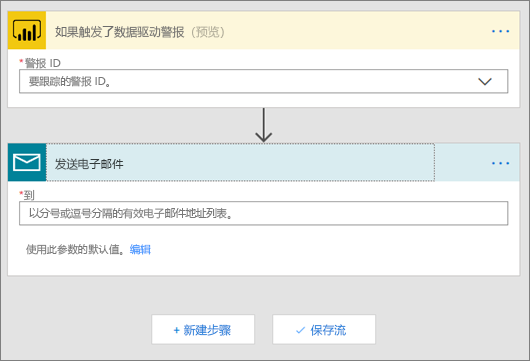 如果触发了数据驱动警报（预览）
*警报 ID
要跟踪的警报 ID。
发送电子邮件
*到
以分号或逗号分隔的有效电子邮件地址列表。
使用此参数的默认值。编辑
+ 新建步骤
保存流